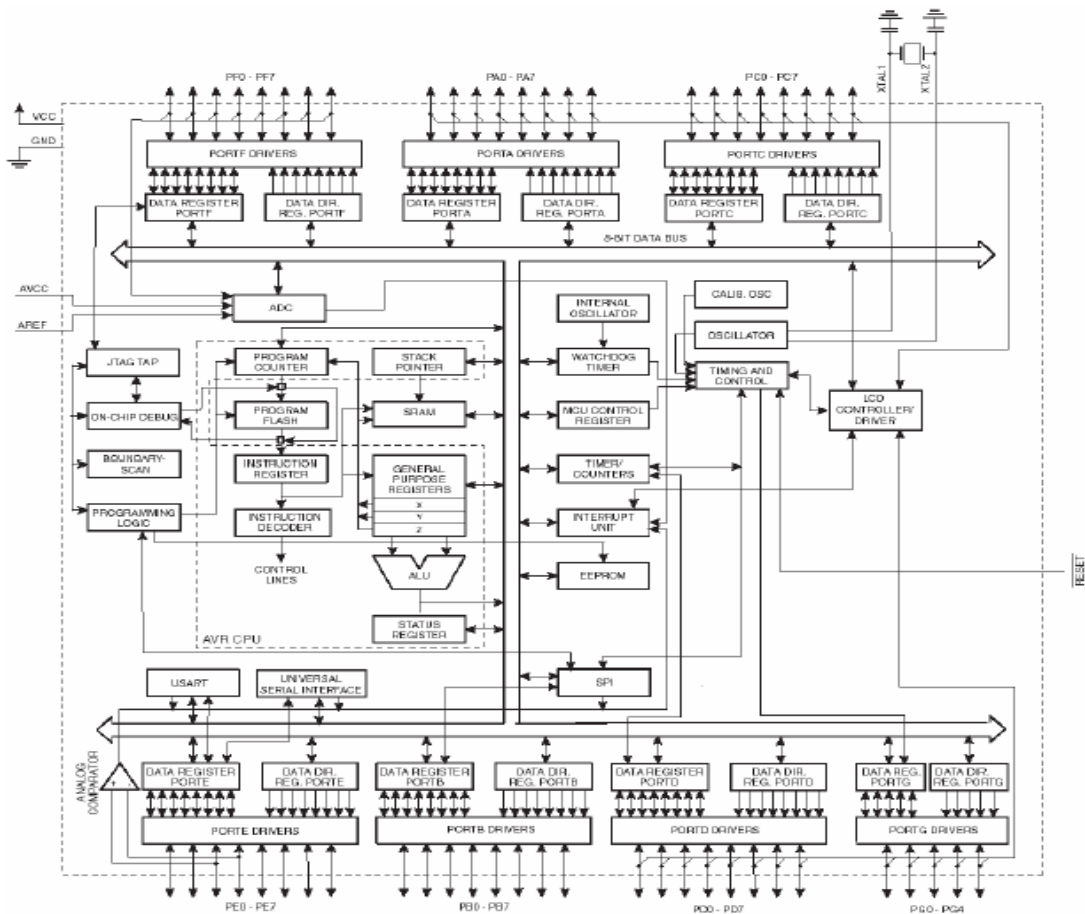 XTAL1
XTAL2
PF0 - PF7
PA0 - PA7
PC0 - PC7
VCC
GND
PORTF DRIVERS
PORTA DRIVERS
PORTC DRIVERS
DATA REGISTER
PORTF
DATA DIR.
REG. PORTF
DATA REGISTER
PORTA
DATA DIR.
REG. PORTA
DATA REGISTER
PORTC
DATA DIR.
REG. PORTC
8-BIT DATA BUS
AVCC
AREF
ADC
INTERNAL
OSCILLATOR
CALIB. OSC
OSCILLATOR
JTAG TAP
PROGRAM
COUNTER
STACK
POINTER
WATCHDOG
TIMER
TIMING AND
CONTROL
ON-CHIP DEBUG
PROGRAM
FLASH
SRAM
MCU CONTROL
REGISTER
LCD
CONTROLLER/
DRIVER
BOUNDARY-
SCAN
INSTRUCTION
REGISTER
GENERAL
PURPOSE
REGISTERS
X
Y
Z
TIMER/
COUNTERS
PROGRAMMING
LOGIC
INSTRUCTION
DECODER
INTERRUPT
UNIT
CONTROL
LINES
ALU
EEPROM
RESET
STATUS
REGISTER
AVR CPU
USART
UNIVERSAL
SERIAL INTERFACE
SPI
ANALOG
COMPARATOR
+
-
DATA REGISTER
PORTE
DATA DIR.
REG. PORTE
DATA REGISTER
PORTB
DATA DIR.
REG. PORTB
DATA REGISTER
PORTD
DATA DIR.
REG. PORTD
DATA REG.
PORTG
DATA DIR.
REG. PORTG
PORTE DRIVERS
PORTB DRIVERS
PORTD DRIVERS
PORTG DRIVERS
PE0 - PE7
PB0 - PB7
PD0 - PD7
PG0 - PG4